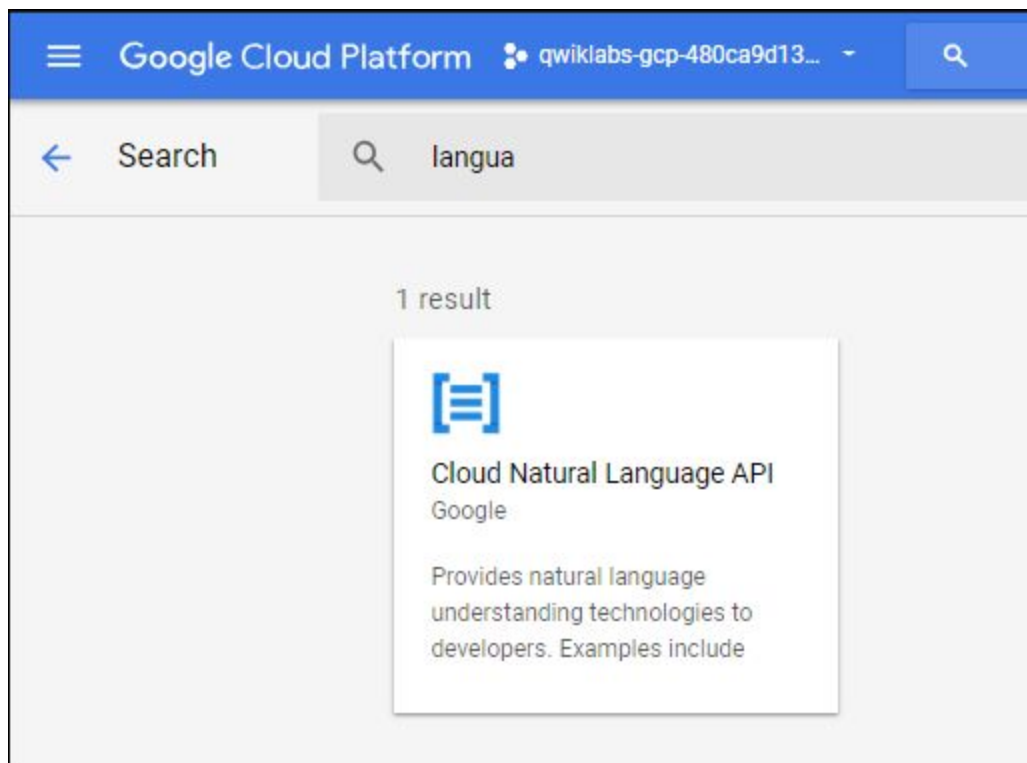 Google Cloud Platform qwiklabs-gcp-480ca9d13...
Search langua
1 result
Cloud Natural Language API
Google
Provides natural language
understanding technologies to
developers. Examples include